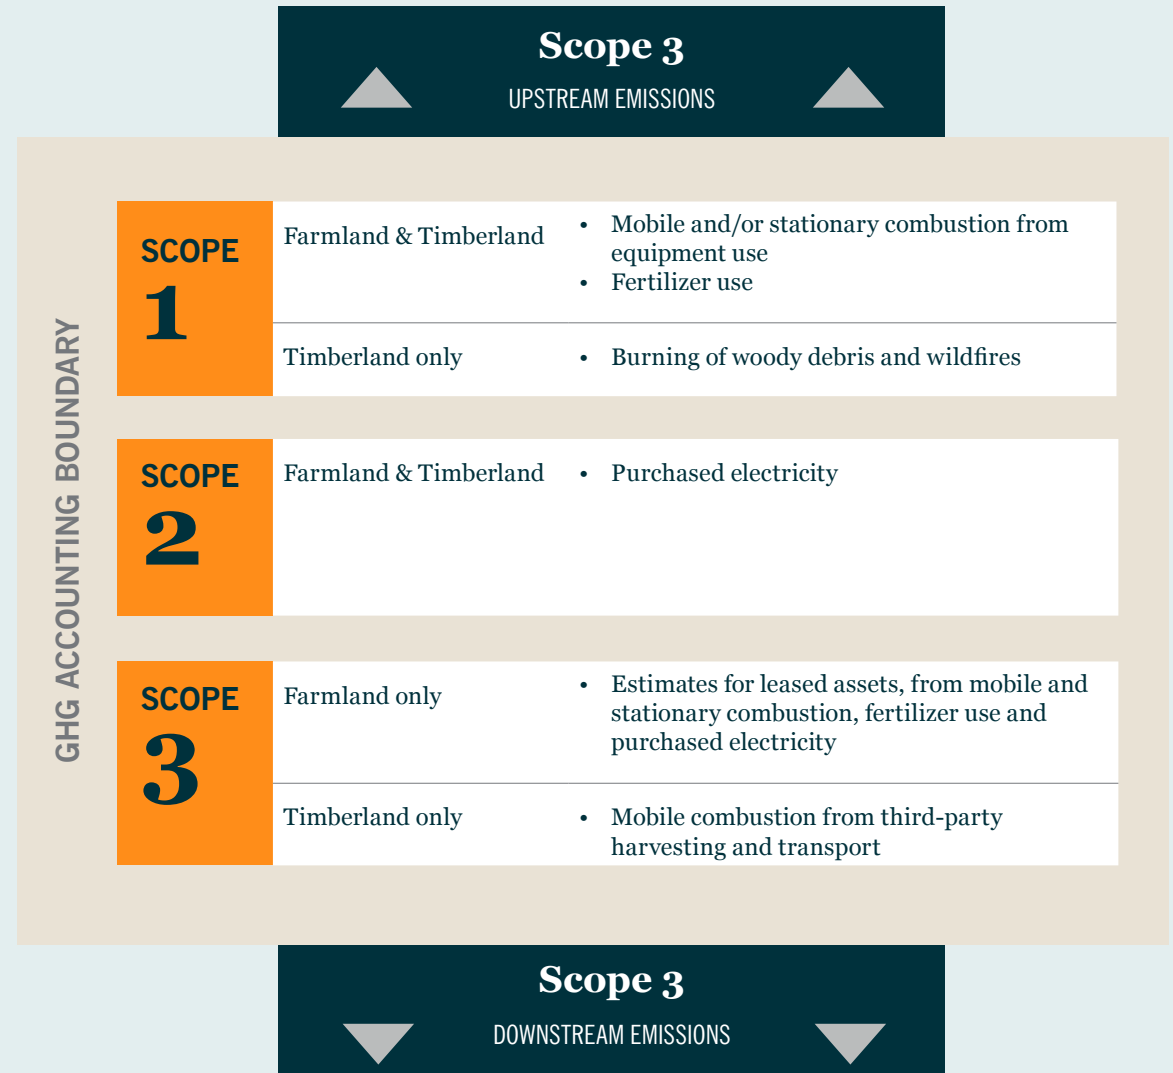 Scope 3
UPSTREAM EMISSIONS
GHG ACCOUNTING BOUNDARY
SCOPE
1
Farmland & Timberland
• Mobile and/or stationary combustion from
equipment use
• Fertilizer use
Timberland only
• Burning of woody debris and wildfires
SCOPE
2
Farmland & Timberland
• Purchased electricity
SCOPE
3
Farmland only
• Estimates for leased assets, from mobile and
stationary combustion, fertilizer use and
purchased electricity
Timberland only
• Mobile combustion from third-party
harvesting and transport
Scope 3
DOWNSTREAM EMISSIONS